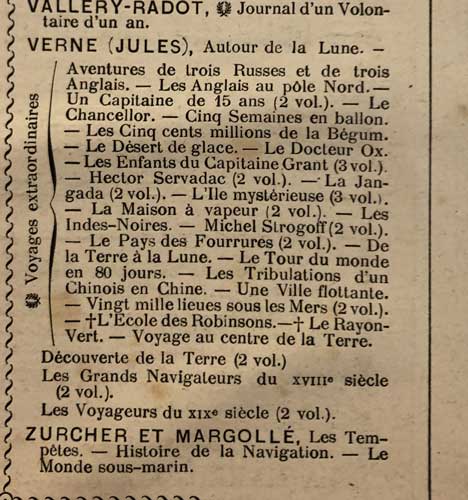 VALLERY-RADOT, Journal d'un Volon-
taire d'un an.
VERNE (JULES), Autour de la Lune. —
Aventures de trois Russes et de trois
Anglais. — Les Anglais au pôle Nord. —
Un Capitaine de 15 ans (2 vol.). — Le
Chancellor. — Cinq Semaines en ballon.
— Les Cinq cents millions de la Bégum.
— Le Désert de glace. — Le Docteur Ox.
— Les Enfants du Capitaine Grant (3 vol.).
— Hector Servadac (2 vol.). — La Jan-
gada (2 vol.). — L'Ile mystérieuse (3 vol.).
— La Maison à vapeur (2 vol.). — Les
Indes-Noires. — Michel Strogoff (2 vol.).
— Le Pays des Fourrures (2 vol.). — De
la Terre à la Lune. — Le Tour du monde
en 80 jours. — Les Tribulations d'un
Chinois en Chine. — Une Ville flottante.
— Vingt mille lieues sous les Mers (2 vol.).
— †L'Ecole des Robinsons. — † Le Rayon-
Vert. — Voyage au centre de la Terre.
Voyages extraordinaires
Découverte de la Terre (2 vol.)
Les Grands Navigateurs du XVIIIe siècle
(2 vol.).
Les Voyageurs du XIXe siècle (2 vol.).
ZURCHER ET MARGOLLÉ, Les Tem-
pêtes. — Histoire de la Navigation. — Le
Monde sous-marin.